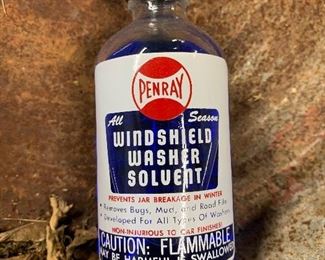 PENRAY
All Season
WINDSHIELD
WASHER
SOLVENT
PREVENTS JAR BREAKAGE IN WINTER
• Removes Bugs, Mud, and Road Film
• Developed For All Types Of Washers
NON-INJURIOUS TO CAR FINISHES
CAUTION: FLAMMABLE
MAY BE HARMFUL IF SWALLOWED